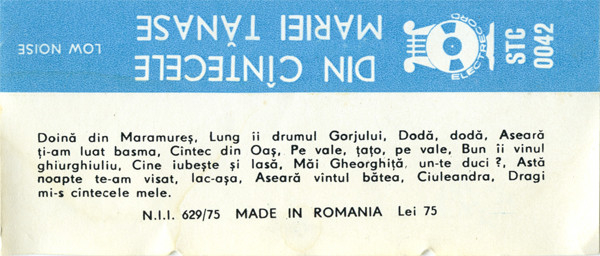 DIN CÎNTECELE
MARIEI TĂNASE
LOW NOISE
ELECTRECORD
STC
0042
Doină din Maramureș, Lung îi drumul Gorjului, Dodă, dodă, Aseară
ți-am luat basma, Cîntec din Oaș, Pe vale, țațo, pe vale, Bun îi vinul
ghiurghiuliu, Cine iubește și lasă, Măi Gheorghiță, un-te duci ?, Astă
noapte te-am visat, Iac-așa, Aseară vîntul bătea, Ciuleandra, Dragi
mi-s cîntecele mele.
N.I.I. 629/75 MADE IN ROMANIA Lei 75